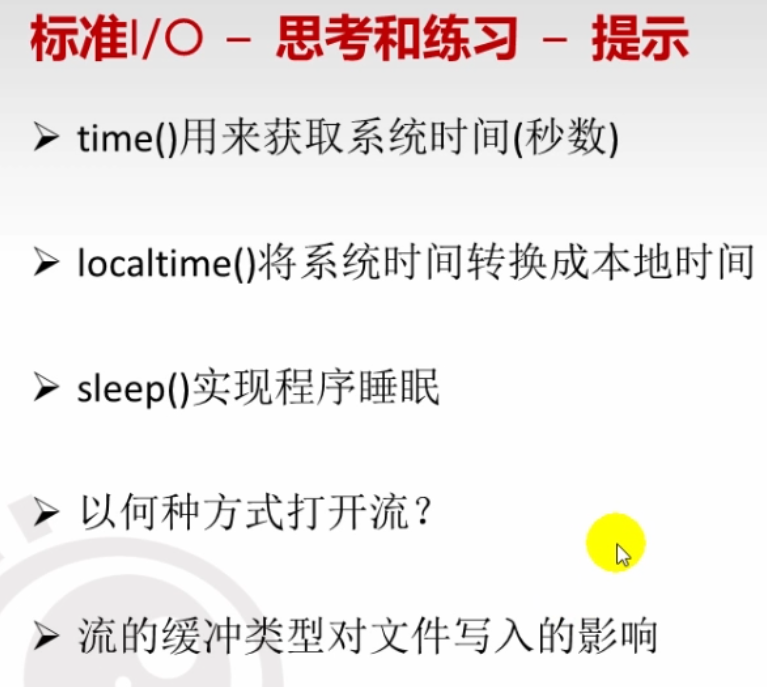 标准I/O － 思考和练习 － 提示
➢ time()用来获取系统时间(秒数)
➢ localtime()将系统时间转换成本地时间
➢ sleep()实现程序睡眠
➢ 以何种方式打开流？
➢ 流的缓冲类型对文件写入的影响